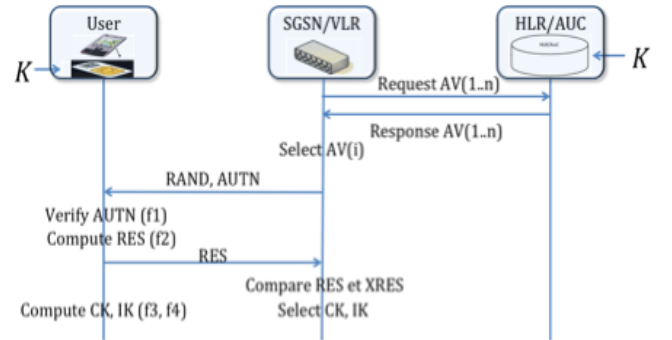 User
SGSN/VLR
HLR/AUC
K
K
Request AV(1..n)
Response AV(1..n)
Select AV(i)
RAND, AUTN
Verify AUTN (f1)
Compute RES (f2)
RES
Compare RES et XRES
Compute CK, IK (f3, f4)
Select CK, IK